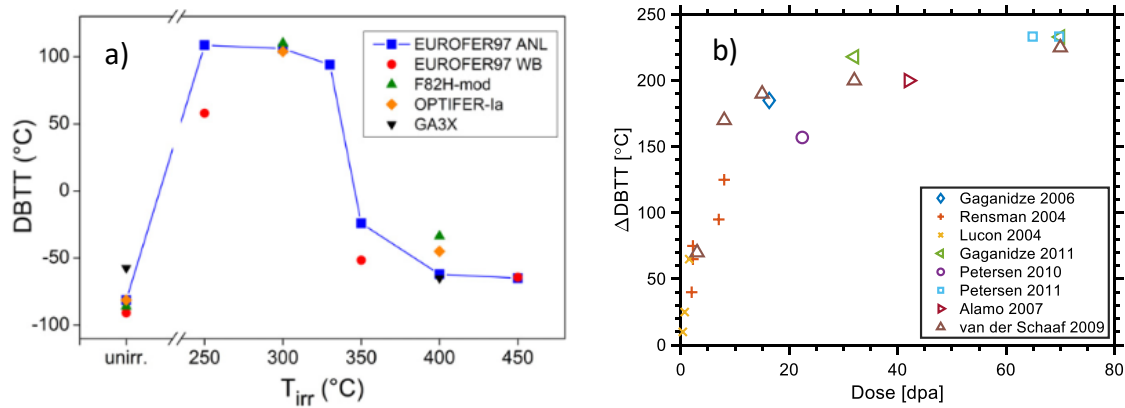 a)
EUROFER97 ANL
EUROFER97 WB
F82H-mod
OPTIFER-Ia
GA3X
100
50
0
-50
-100
DBTT (°C)
unirr.
250
300
350
400
450
T_irr (°C)
b)
250
200
150
100
50
0
ΔDBTT [°C]
Gaganidze 2006
Rensman 2004
Lucon 2004
Gaganidze 2011
Petersen 2010
Petersen 2011
Alamo 2007
van der Schaaf 2009
0
20
40
60
80
Dose [dpa]